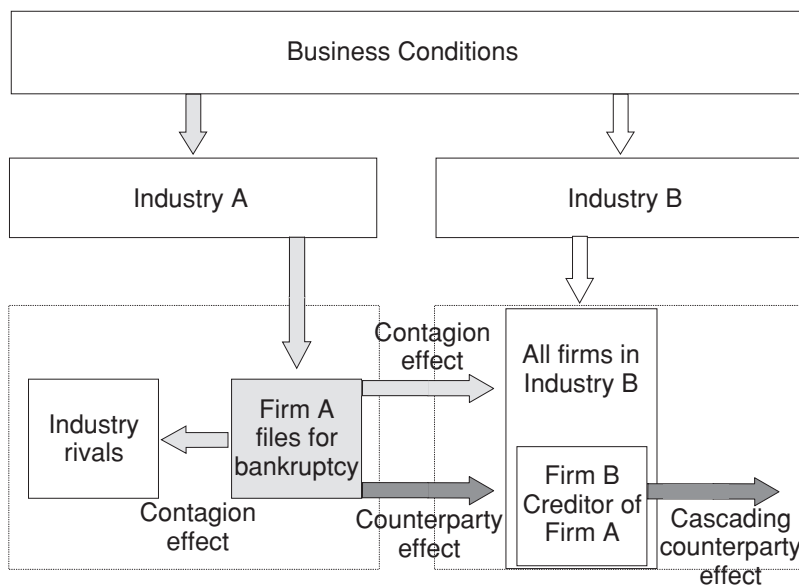 Business Conditions
Industry A
Industry B
Contagion
effect
All firms in
Industry B
Industry
rivals
Firm A
files for
bankruptcy
Contagion
effect
Counterparty
effect
Firm B
Creditor of
Firm A
Cascading
counterparty
effect